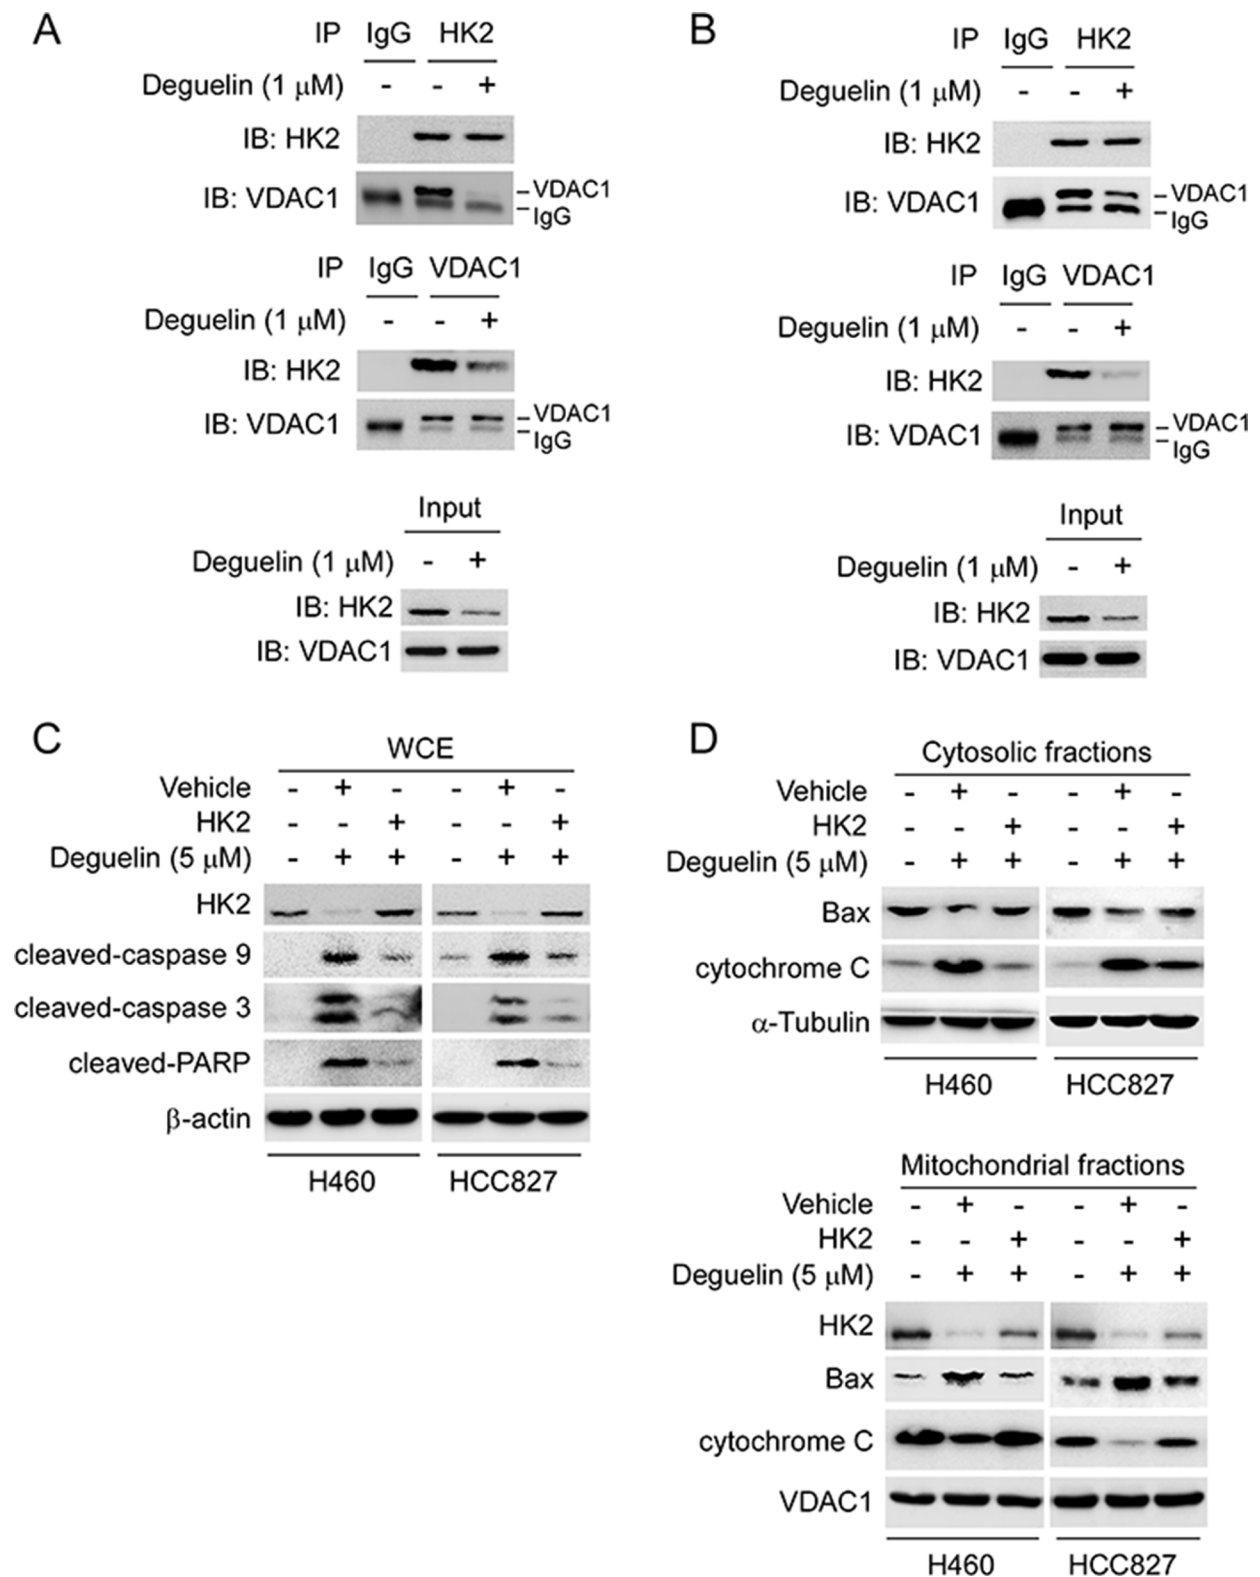 A
IP IgG HK2
Deguelin (1 μM) - - +
IB: HK2
IB: VDAC1
VDAC1
IgG
IP IgG VDAC1
Deguelin (1 μM) - - +
IB: HK2
IB: VDAC1
VDAC1
IgG
Input
Deguelin (1 μM) - +
IB: HK2
IB: VDAC1
B
IP IgG HK2
Deguelin (1 μM) - - +
IB: HK2
IB: VDAC1
VDAC1
IgG
IP IgG VDAC1
Deguelin (1 μM) - - +
IB: HK2
IB: VDAC1
VDAC1
IgG
Input
Deguelin (1 μM) - +
IB: HK2
IB: VDAC1
C
WCE
Vehicle - + - - + -
HK2 - - + - - +
Deguelin (5 μM) - + + - + +
HK2
cleaved-caspase 9
cleaved-caspase 3
cleaved-PARP
β-actin
H460 HCC827
D
Cytosolic fractions
Vehicle - + - - + -
HK2 - - + - - +
Deguelin (5 μM) - + + - + +
Bax
cytochrome C
α-Tubulin
H460 HCC827
Mitochondrial fractions
Vehicle - + - - + -
HK2 - - + - - +
Deguelin (5 μM) - + + - + +
HK2
Bax
cytochrome C
VDAC1
H460 HCC827